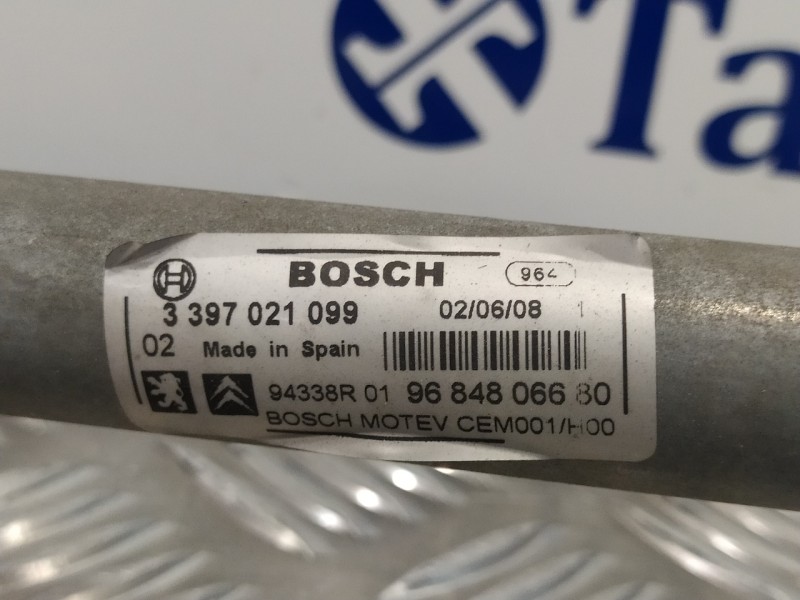 Ta
BOSCH 964
3 397 021 099 02/06/08 1
02 Made in Spain
94338R 01 96 848 066 80
BOSCH MOTEV CEM001/H00